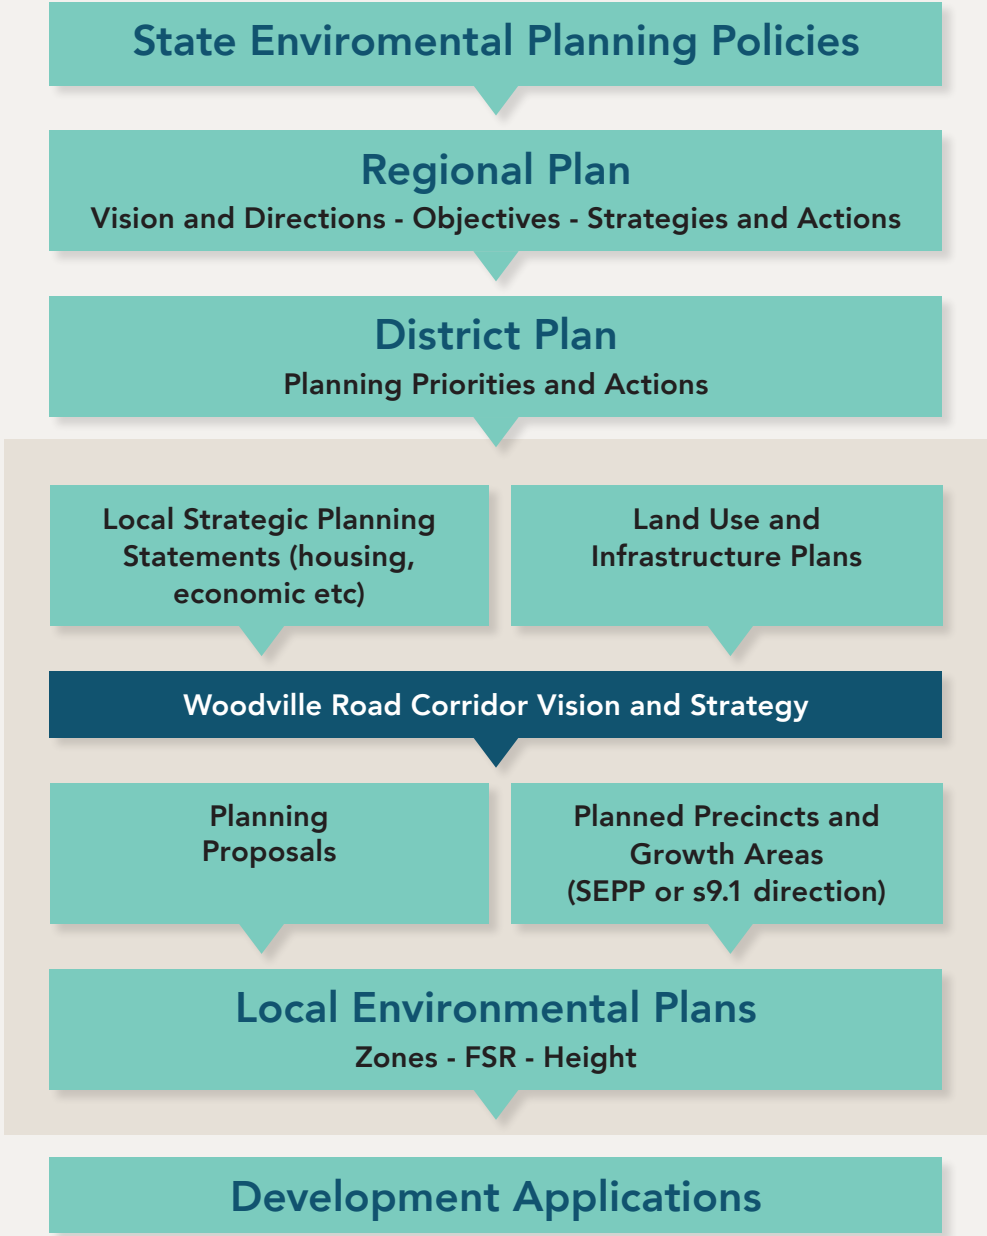 State Enviromental Planning Policies
Regional Plan
Vision and Directions - Objectives - Strategies and Actions
District Plan
Planning Priorities and Actions
Local Strategic Planning
Statements (housing,
economic etc)
Land Use and
Infrastructure Plans
Woodville Road Corridor Vision and Strategy
Planning
Proposals
Planned Precincts and
Growth Areas
(SEPP or s9.1 direction)
Local Environmental Plans
Zones - FSR - Height
Development Applications